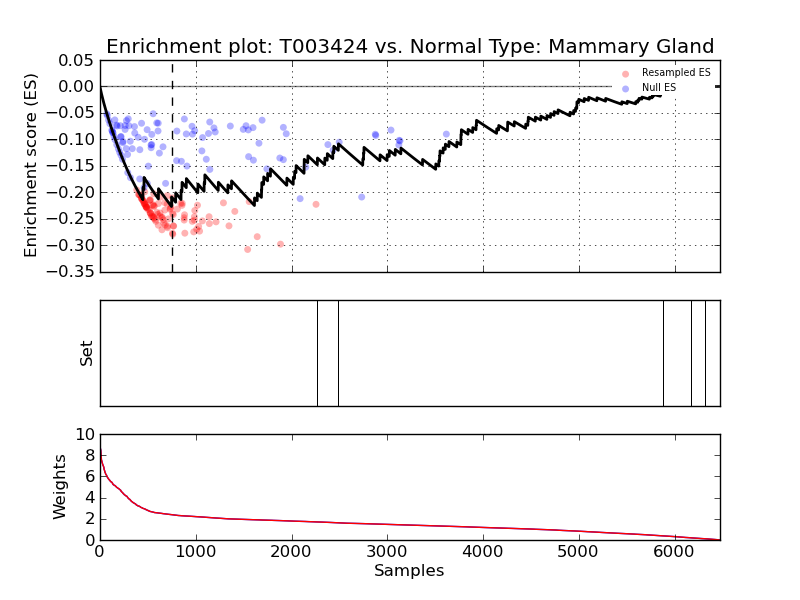 Enrichment plot: T003424 vs. Normal Type: Mammary Gland
0.05
0.00
−0.05
−0.10
−0.15
−0.20
−0.25
−0.30
−0.35
Enrichment score (ES)
Resampled ES
Null ES
Set
10
8
6
4
2
0
Weights
0 1000 2000 3000 4000 5000 6000
Samples